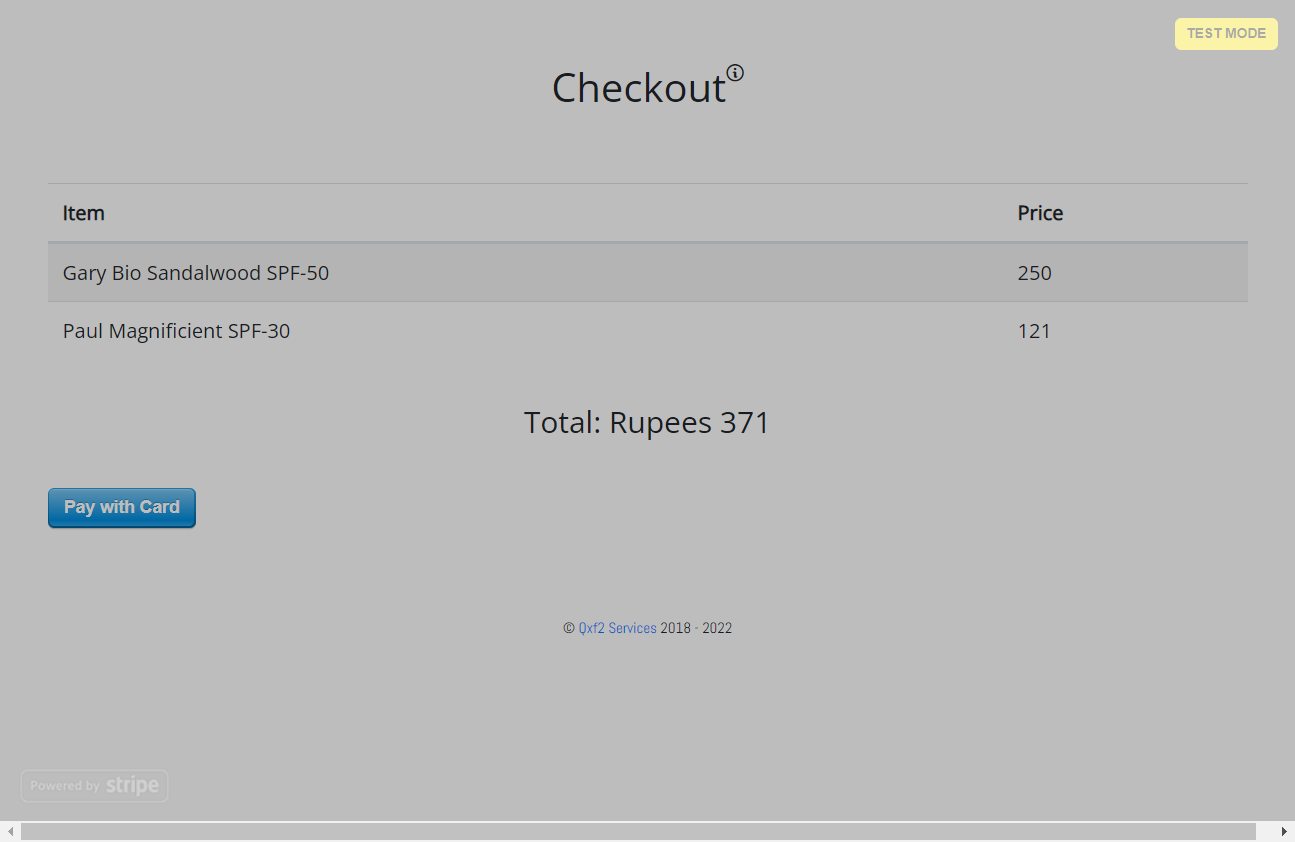 TEST MODE
Checkout
Item Price
Gary Bio Sandalwood SPF-50 250
Paul Magnificient SPF-30 121
Total: Rupees 371
Pay with Card
© Qxf2 Services 2018 - 2022
Powered by stripe